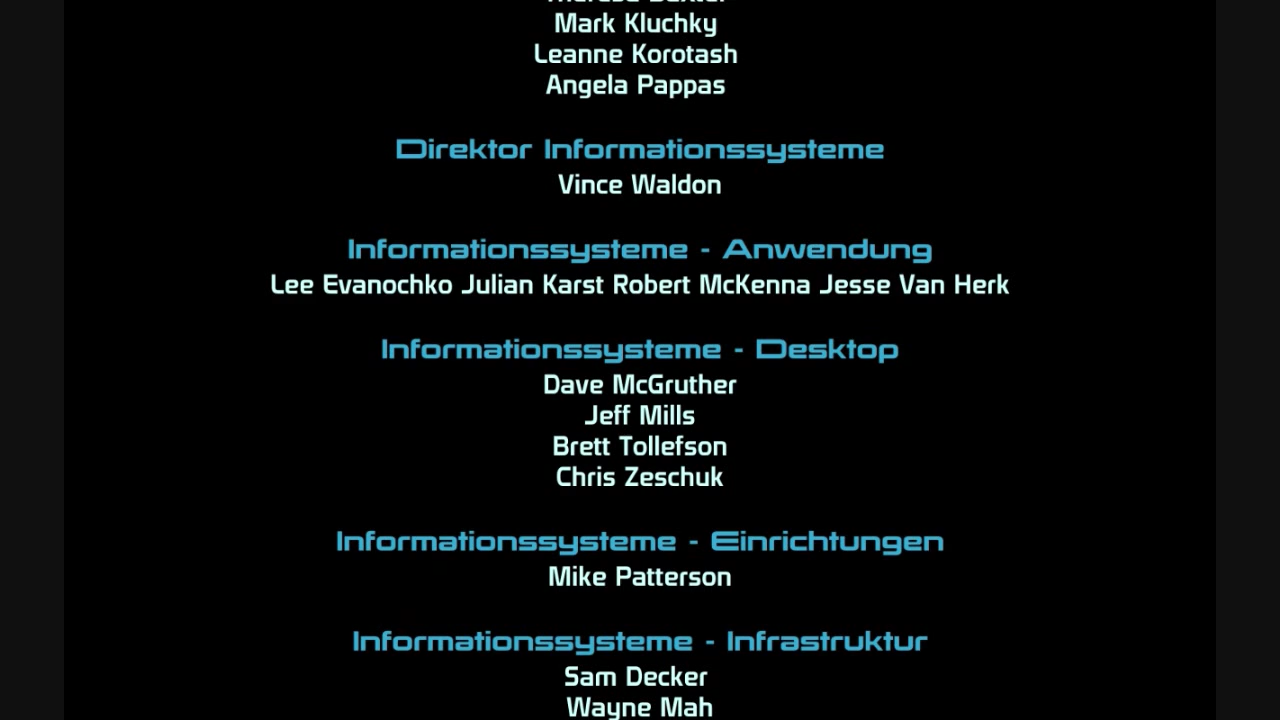 Mark Kluchky
Leanne Korotash
Angela Pappas
Direktor Informationssysteme
Vince Waldon
Informationssysteme - Anwendung
Lee Evanochko Julian Karst Robert McKenna Jesse Van Herk
Informationssysteme - Desktop
Dave McGruther
Jeff Mills
Brett Tollefson
Chris Zeschuk
Informationssysteme - Einrichtungen
Mike Patterson
Informationssysteme - Infrastruktur
Sam Decker
Wayne Mah